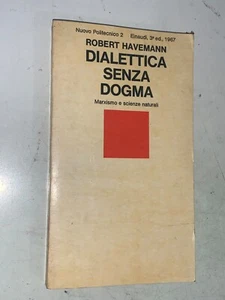 Nuovo Politecnico 2 Einaudi, 3ª ed., 1967
ROBERT HAVEMANN
DIALETTICA
SENZA
DOGMA
Marxismo e scienze naturali